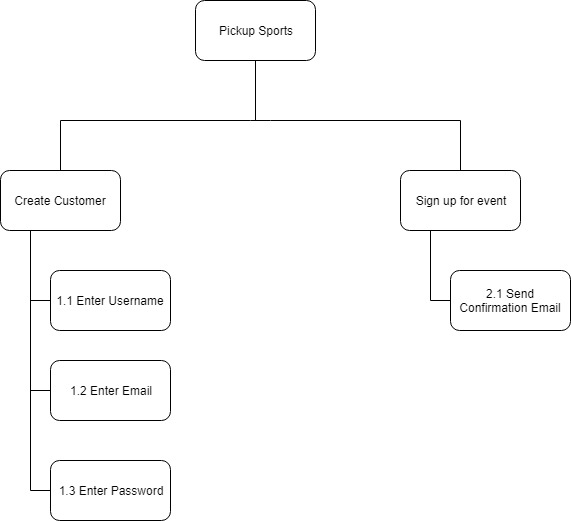 Pickup Sports
Create Customer
Sign up for event
1.1 Enter Username
2.1 Send
Confirmation Email
1.2 Enter Email
1.3 Enter Password